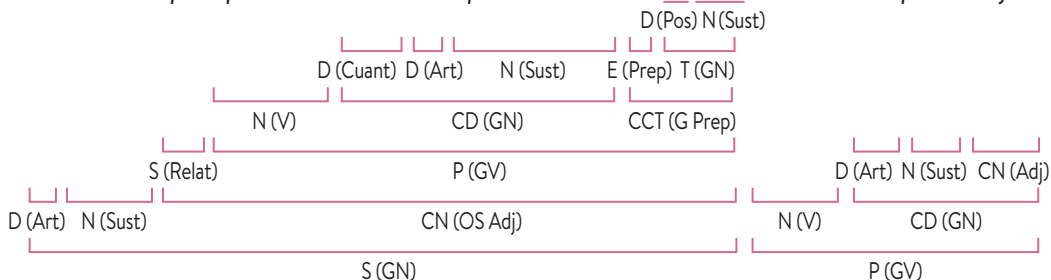 D (Pos) N (Sust)
D (Cuant) D (Art) N (Sust) E (Prep) T (GN)
N (V) CD (GN) CCT (G Prep)
S (Relat) P (GV) D (Art) N (Sust) CN (Adj)
D (Art) N (Sust) CN (OS Adj) N (V) CD (GN)
S (GN) P (GV)